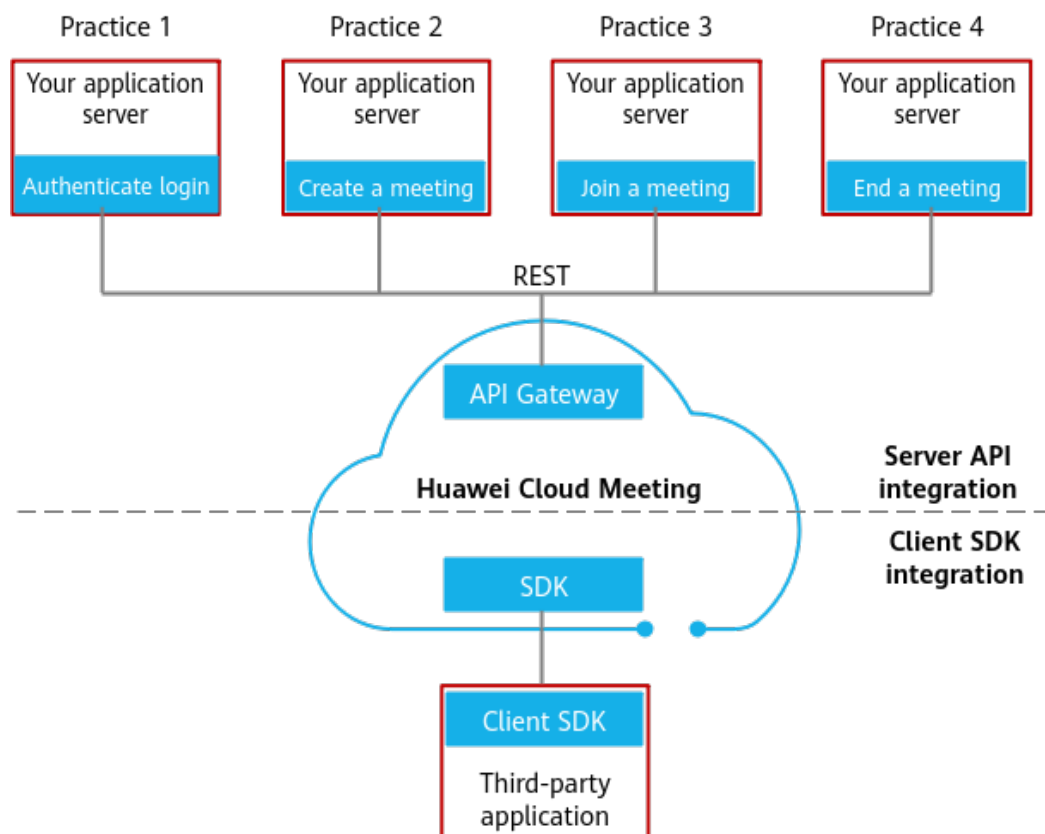 Practice 1
Practice 2
Practice 3
Practice 4
Your application
server
Authenticate login
Your application
server
Create a meeting
Your application
server
Join a meeting
Your application
server
End a meeting
REST
API Gateway
Huawei Cloud Meeting
Server API
integration
Client SDK
integration
SDK
Client SDK
Third-party
application